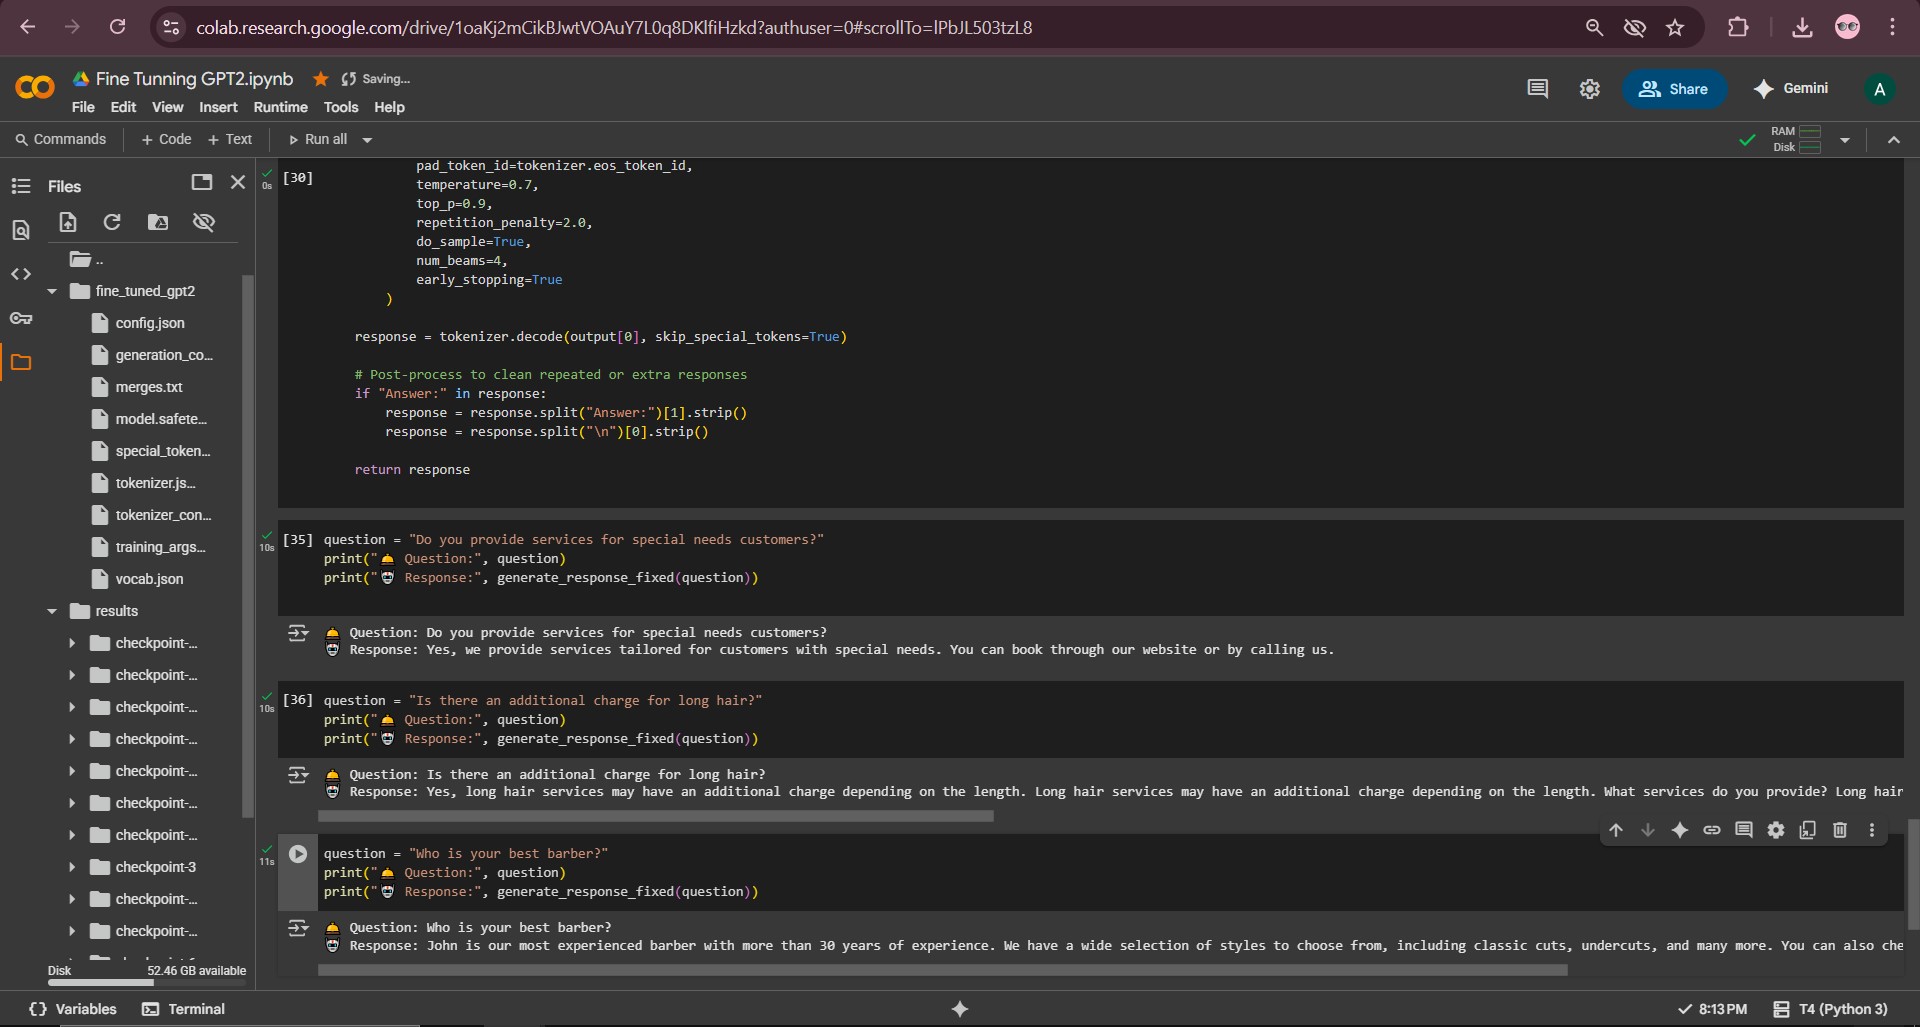 colab.research.google.com/drive/1oaKj2mCikBJwtVOAuY7L0q8DKlfiHzkd?authuser=0#scrollTo=lPbJL503tzL8
Fine Tunning GPT2.ipynb
Saving...
File Edit View Insert Runtime Tools Help
Share
Gemini
A
Commands
+ Code + Text
Run all
RAM
Disk
Files
..
fine_tuned_gpt2
config.json
generation_co...
merges.txt
model.safete...
special_token...
tokenizer.js...
tokenizer_con...
training_args...
vocab.json
results
checkpoint-...
checkpoint-...
checkpoint-...
checkpoint-...
checkpoint-...
checkpoint-...
checkpoint-...
checkpoint-3
checkpoint-...
checkpoint-...
Disk 52.46 GB available
0s
[30]
pad_token_id=tokenizer.eos_token_id,
temperature=0.7,
top_p=0.9,
repetition_penalty=2.0,
do_sample=True,
num_beams=4,
early_stopping=True
)
response = tokenizer.decode(output[0], skip_special_tokens=True)
# Post-process to clean repeated or extra responses
if "Answer:" in response:
response = response.split("Answer:")[1].strip()
response = response.split("\n")[0].strip()
return response
10s
[35] question = "Do you provide services for special needs customers?"
print("🛎️ Question:", question)
print("🤖 Response:", generate_response_fixed(question))
🛎️ Question: Do you provide services for special needs customers?
🤖 Response: Yes, we provide services tailored for customers with special needs. You can book through our website or by calling us.
10s
[36] question = "Is there an additional charge for long hair?"
print("🛎️ Question:", question)
print("🤖 Response:", generate_response_fixed(question))
🛎️ Question: Is there an additional charge for long hair?
🤖 Response: Yes, long hair services may have an additional charge depending on the length. Long hair services may have an additional charge depending on the length. What services do you provide? Long hair
11s
question = "Who is your best barber?"
print("🛎️ Question:", question)
print("🤖 Response:", generate_response_fixed(question))
🛎️ Question: Who is your best barber?
🤖 Response: John is our most experienced barber with more than 30 years of experience. We have a wide selection of styles to choose from, including classic cuts, undercuts, and many more. You can also che
{} Variables
Terminal
8:13 PM
T4 (Python 3)